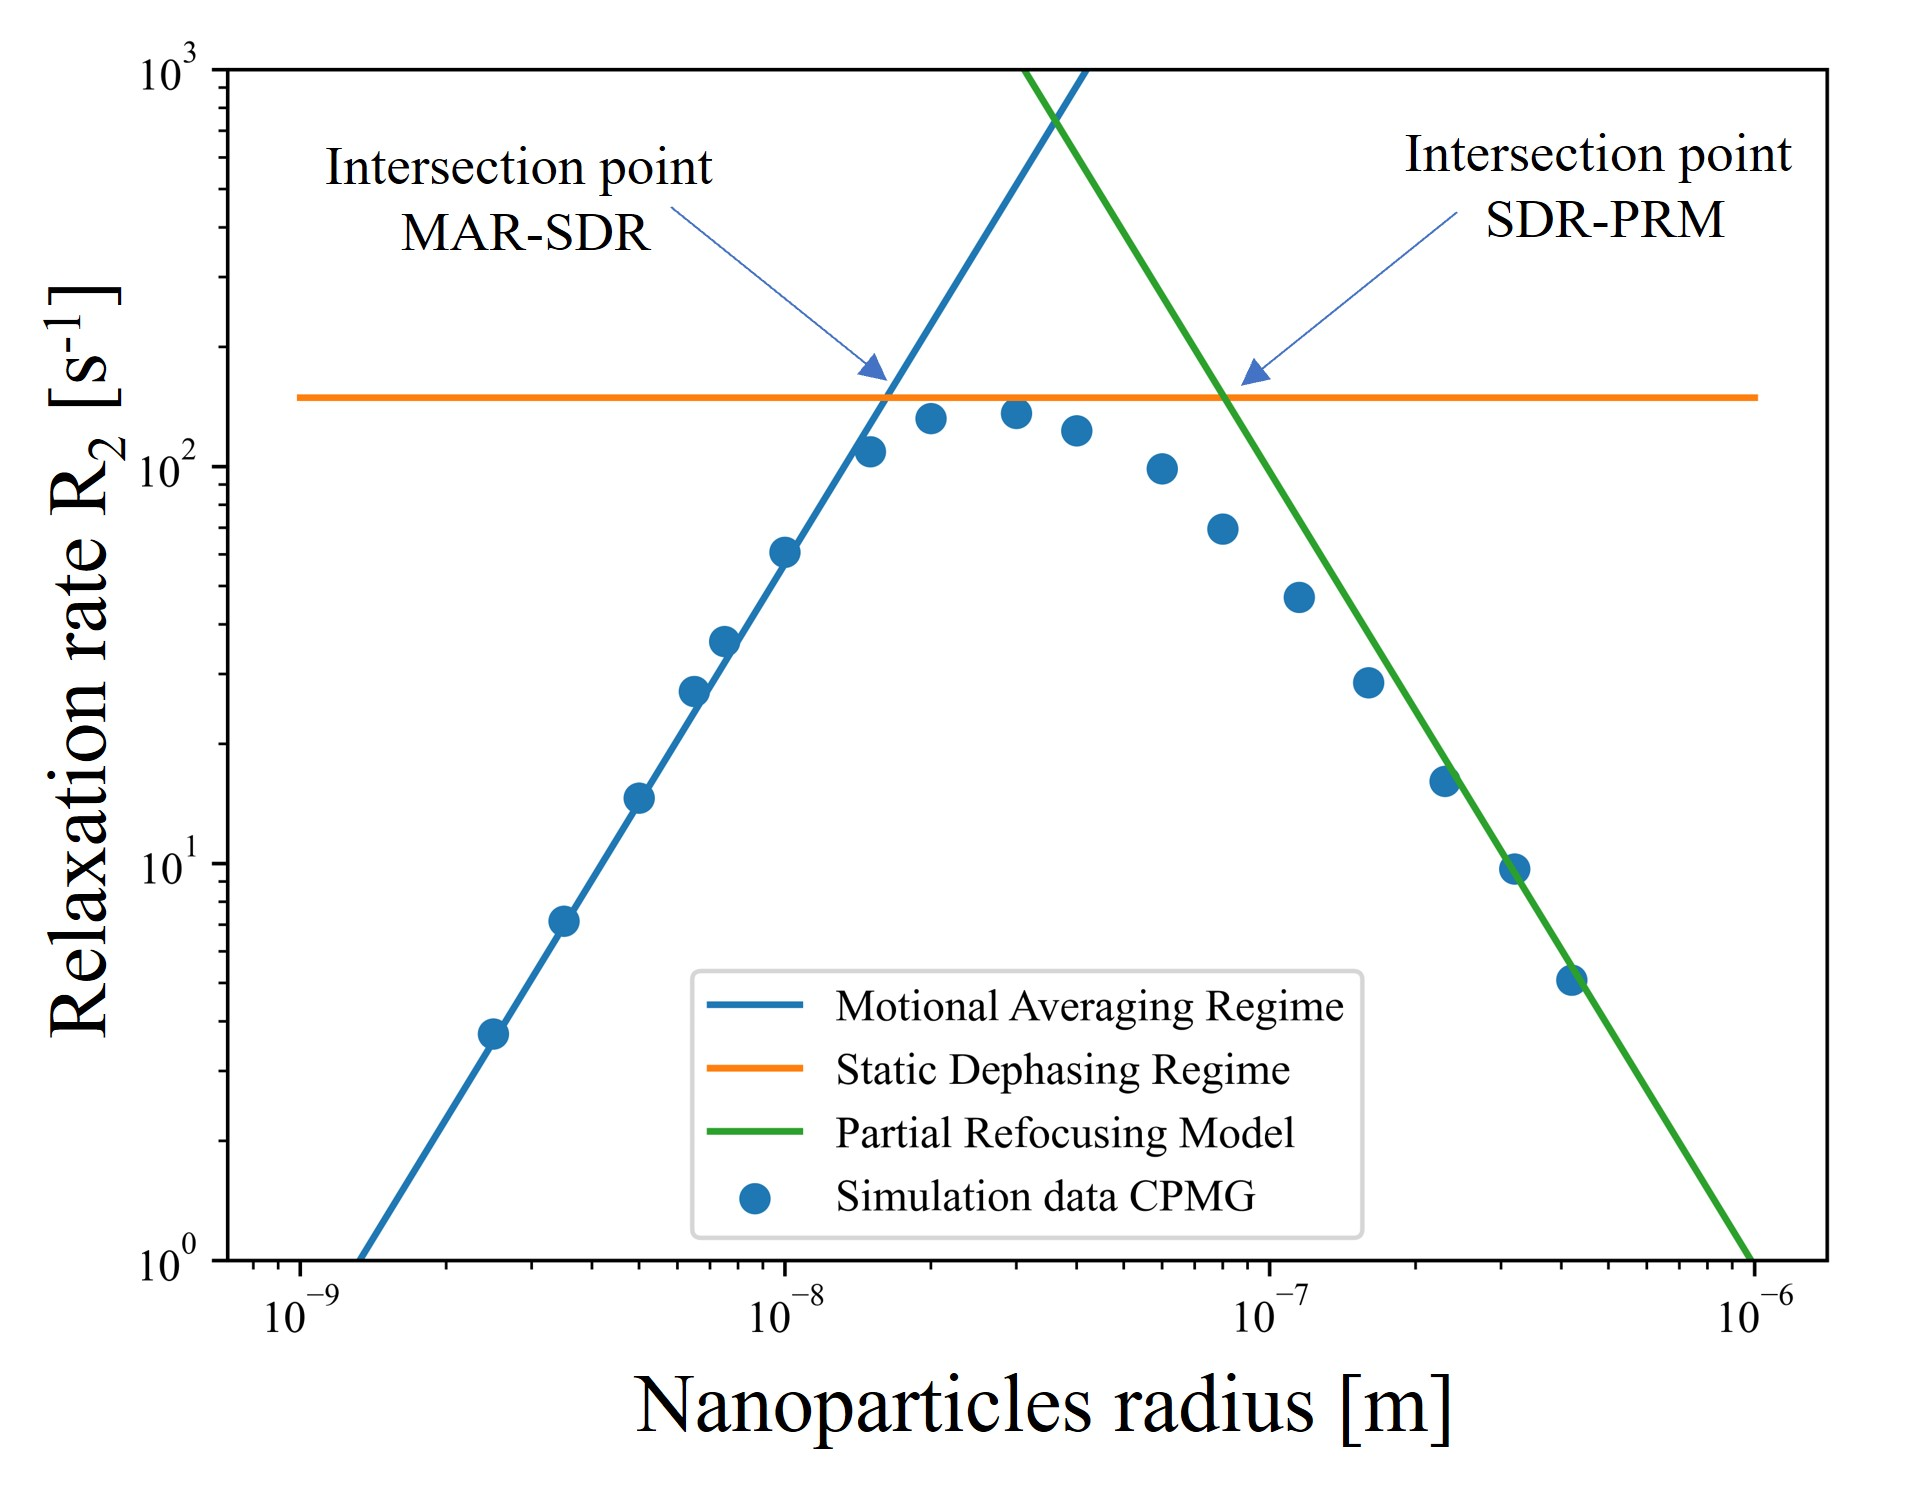 Intersection point
MAR-SDR
Intersection point
SDR-PRM
Relaxation rate R₂ [s⁻¹]
10³
10²
10¹
10⁰
Motional Averaging Regime
Static Dephasing Regime
Partial Refocusing Model
Simulation data CPMG
10⁻⁹ 10⁻⁸ 10⁻⁷ 10⁻⁶
Nanoparticles radius [m]